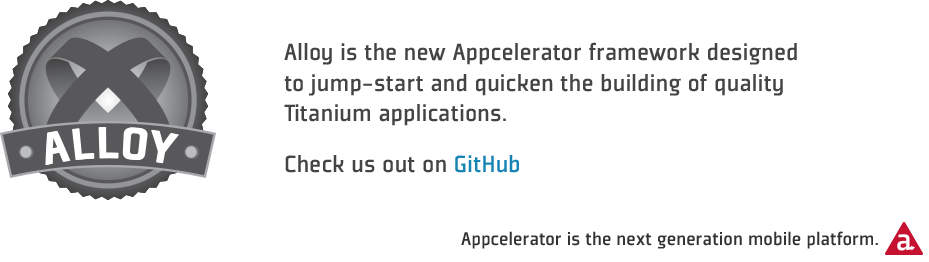 ALLOY
Alloy is the new Appcelerator framework designed
to jump-start and quicken the building of quality
Titanium applications.
Check us out on GitHub
Appcelerator is the next generation mobile platform.
a